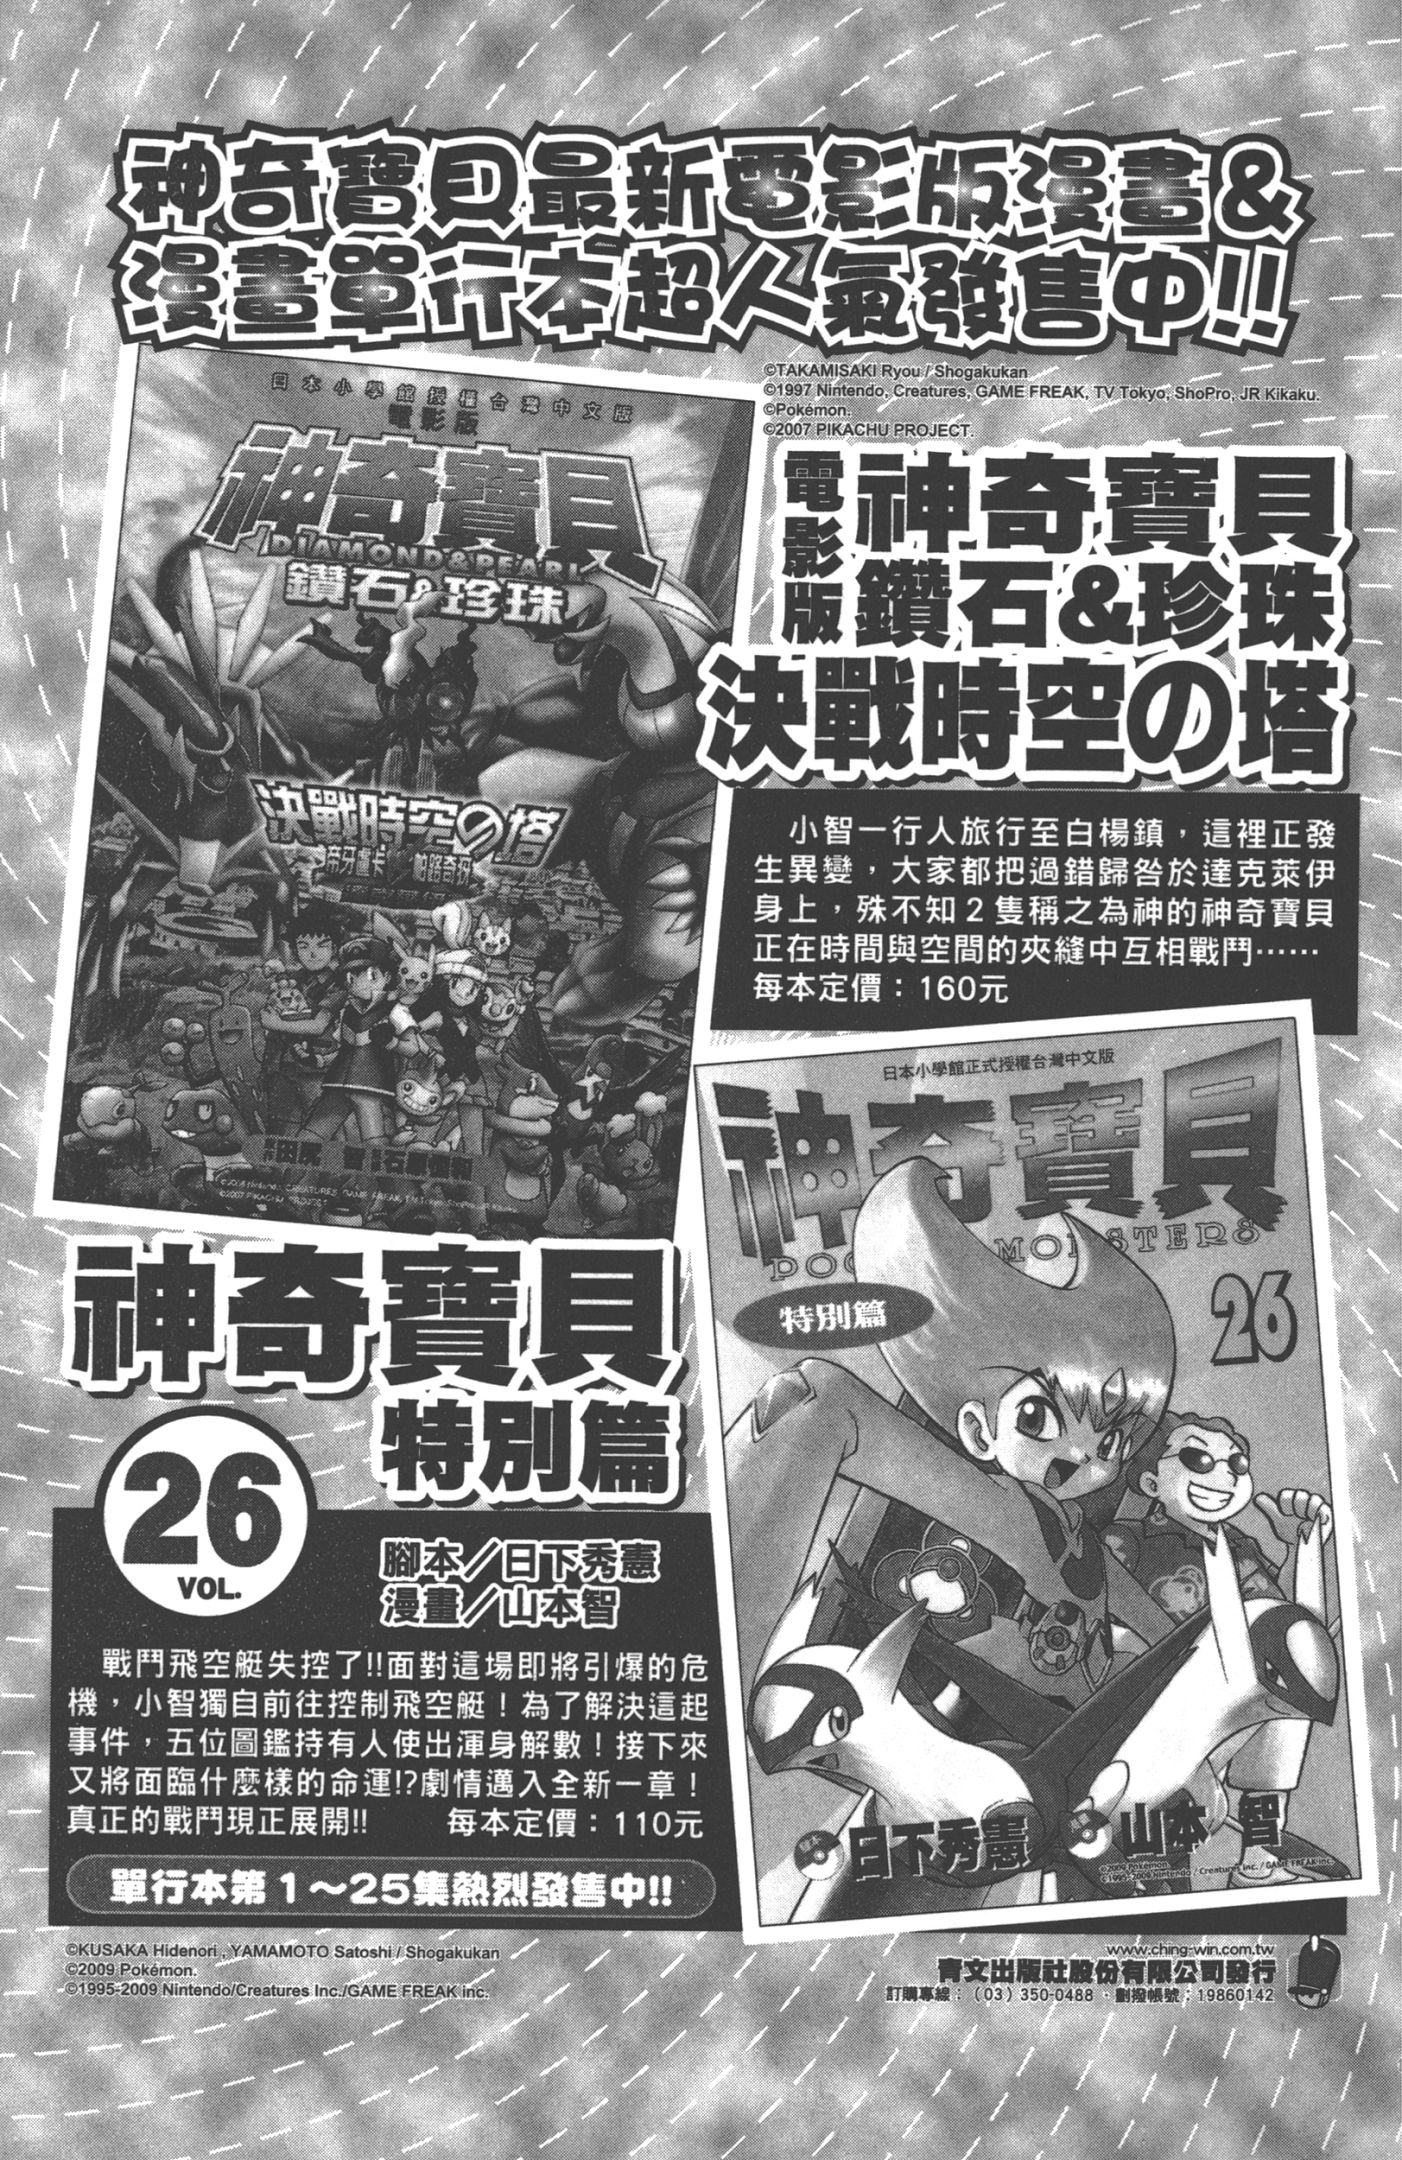 神奇寶貝最新電影版漫畫&
漫畫單行本超人氣發售中!!
©TAKAMISAKI Ryou / Shogakukan
©1997 Nintendo, Creatures, GAME FREAK, TV Tokyo, ShoPro, JR Kikaku.
©Pokémon.
©2007 PIKACHU PROJECT.
日本小學館授權台灣中文版
電影版
神奇寶貝
DIAMOND&PEARL
鑽石&珍珠
決戰時空の塔
帝牙盧卡 帕路奇犽
電影版
神奇寶貝
鑽石&珍珠
決戰時空の塔
小智一行人旅行至白楊鎮，這裡正發
生異變，大家都把過錯歸咎於達克萊伊
身上，殊不知2隻稱之為神的神奇寶貝
正在時間與空間的夾縫中互相戰鬥……
每本定價：160元
日本小學館正式授權台灣中文版
神奇寶貝
特別篇
26
日下秀憲
山本 智
神奇寶貝
特別篇
26
VOL.
腳本／日下秀憲
漫畫／山本智
戰鬥飛空艇失控了!!面對這場即將引爆的危
機，小智獨自前往控制飛空艇！為了解決這起
事件，五位圖鑑持有人使出渾身解數！接下來
又將面臨什麼樣的命運!?劇情邁入全新一章！
真正的戰鬥現正展開!! 每本定價：110元
單行本第1～25集熱烈發售中!!
©KUSAKA Hidenori , YAMAMOTO Satoshi / Shogakukan
©2009 Pokémon.
©1995-2009 Nintendo/Creatures Inc./GAME FREAK inc.
www.ching-win.com.tw
青文出版社股份有限公司發行
訂購專線：（03）350-0488 ‧劃撥帳號：19860142